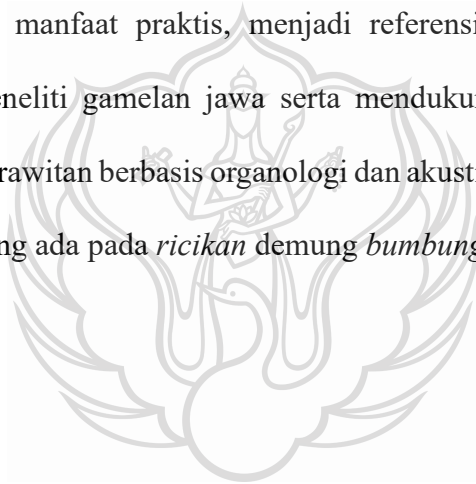 manfaat praktis, menjadi referensi
neliti gamelan jawa serta menduku
rawitan berbasis organologi dan akust
ng ada pada ricikan demung bumbung